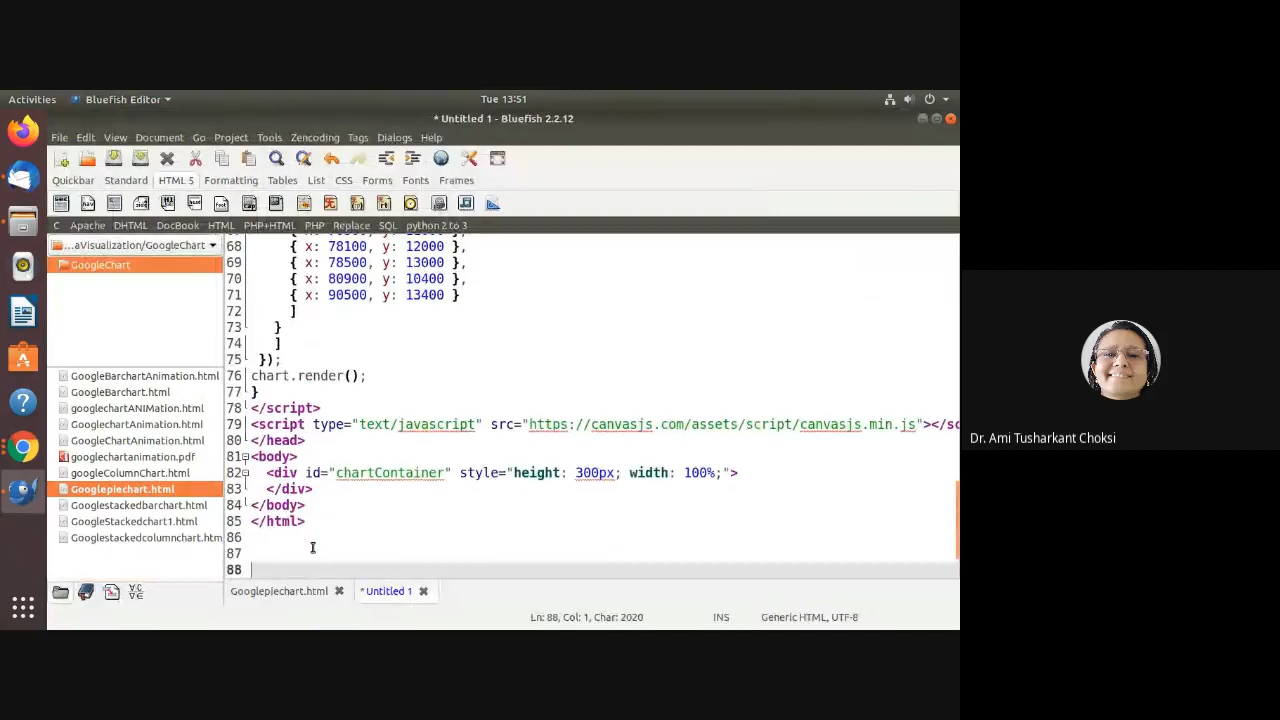 Activities
Bluefish Editor
Tue 13:51
* Untitled 1 - Bluefish 2.2.12
File Edit View Document Go Project Tools Zencoding Tags Dialogs Help
Quickbar Standard HTML 5 Formatting Tables List CSS Forms Fonts Frames
C Apache DHTML DocBook HTML PHP+HTML PHP Replace SQL python 2 to 3
...aVisualization/GoogleChart
GoogleChart
GoogleBarchartAnimation.html
GoogleBarchart.html
googlechartANIMation.html
GooglechartAnimation.html
GoogleChartAnimation.html
googlechartanimation.pdf
googleColumnChart.html
Googlepiechart.html
Googlestackedbarchart.html
GoogleStackedchart1.html
Googlestackedcolumnchart.htm
68 { x: 78100, y: 12000 },
69 { x: 78500, y: 13000 },
70 { x: 80900, y: 10400 },
71 { x: 90500, y: 13400 }
72 ]
73 }
74 ]
75 });
76 chart.render();
77 }
78 </script>
79 <script type="text/javascript" src="https://canvasjs.com/assets/script/canvasjs.min.js"></sc
80 </head>
81 <body>
82 <div id="chartContainer" style="height: 300px; width: 100%;">
83 </div>
84 </body>
85 </html>
86
87
88
Googlepiechart.html
* Untitled 1
Ln: 88, Col: 1, Char: 2020
INS
Generic HTML, UTF-8
Dr. Ami Tusharkant Choksi